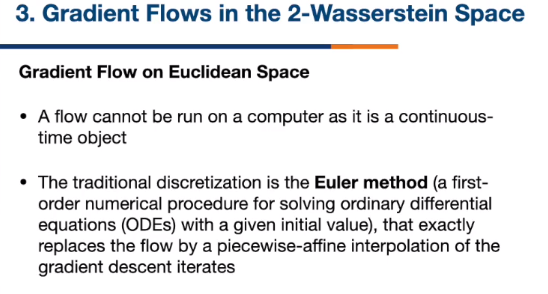 3. Gradient Flows in the 2-Wasserstein Space
Gradient Flow on Euclidean Space
• A flow cannot be run on a computer as it is a continuous-
time object
• The traditional discretization is the Euler method (a first-
order numerical procedure for solving ordinary differential
equations (ODEs) with a given initial value), that exactly
replaces the flow by a piecewise-affine interpolation of the
gradient descent iterates